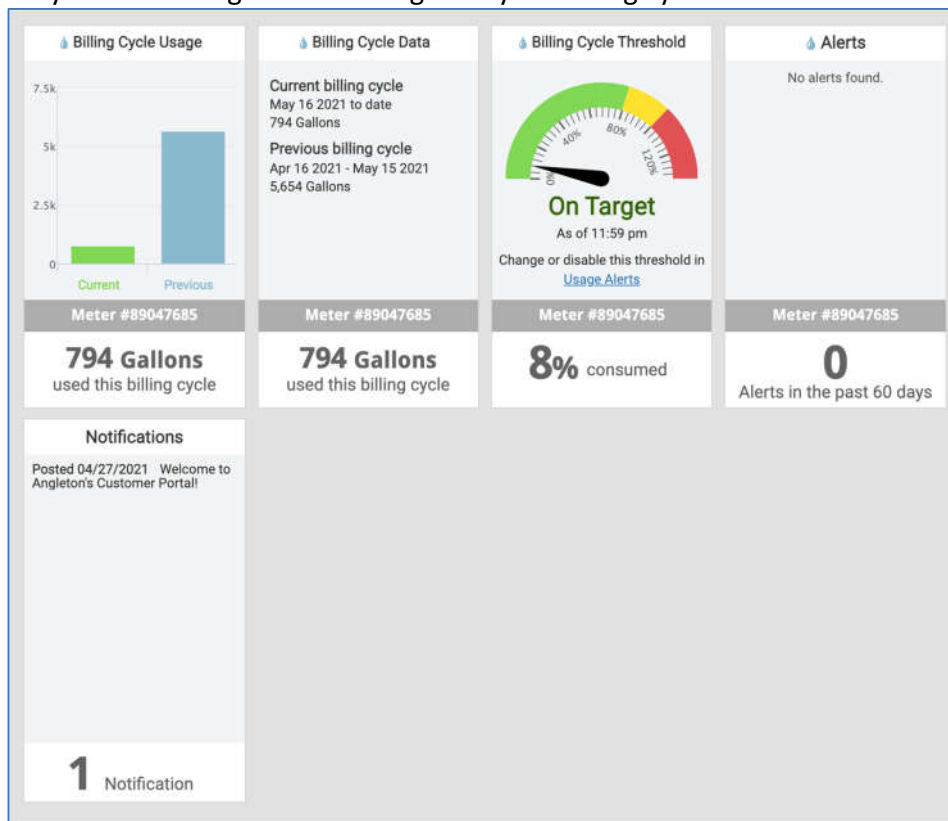 Billing Cycle Usage
7.5k
5k
2.5k
0
Current Previous
Meter #89047685
794 Gallons
used this billing cycle
Billing Cycle Data
Current billing cycle
May 16 2021 to date
794 Gallons
Previous billing cycle
Apr 16 2021 - May 15 2021
5,654 Gallons
Meter #89047685
794 Gallons
used this billing cycle
Billing Cycle Threshold
0%
40%
80%
120%
On Target
As of 11:59 pm
Change or disable this threshold in
Usage Alerts
Meter #89047685
8% consumed
Alerts
No alerts found.
Meter #89047685
0
Alerts in the past 60 days
Notifications
Posted 04/27/2021 Welcome to
Angleton's Customer Portal!
1 Notification